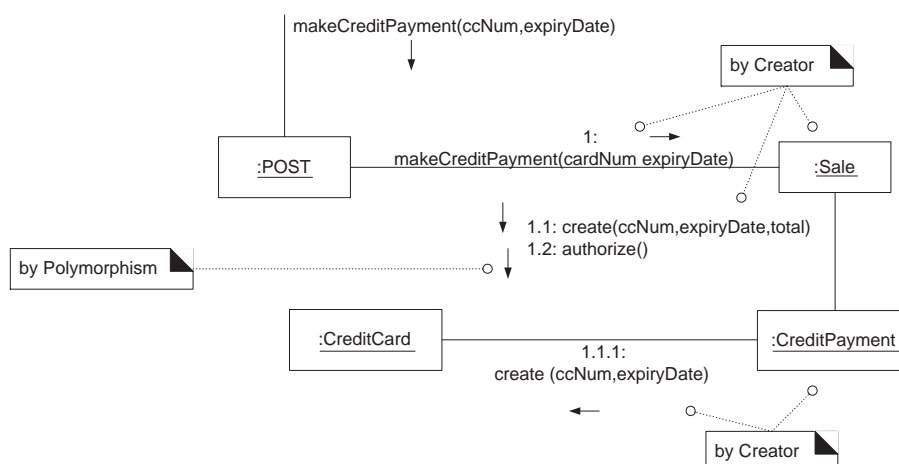 makeCreditPayment(ccNum,expiryDate)
by Creator
1:
makeCreditPayment(cardNum expiryDate)
:POST
:Sale
1.1: create(ccNum,expiryDate,total)
1.2: authorize()
by Polymorphism
:CreditCard
:CreditPayment
1.1.1:
create (ccNum,expiryDate)
by Creator